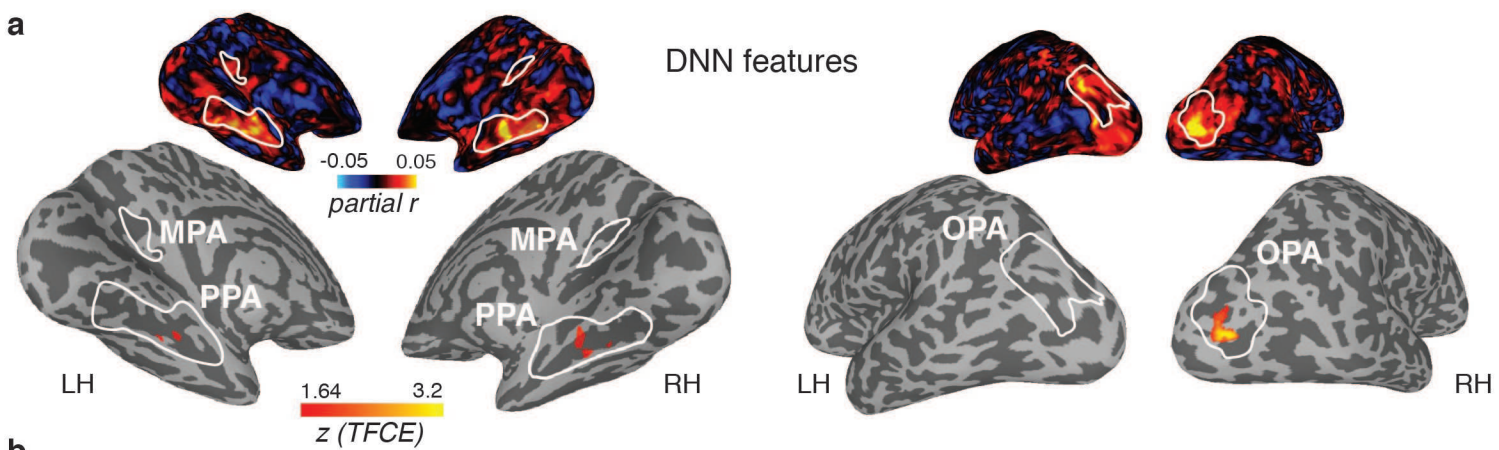 a
DNN features
-0.05 0.05
partial r
MPA
PPA
MPA
PPA
OPA
OPA
LH
RH
LH
RH
1.64 3.2
z (TFCE)
b